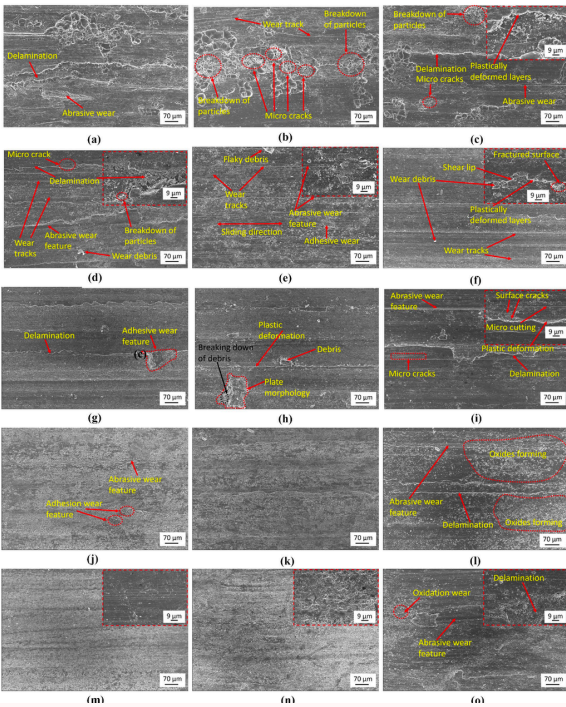 Delamination
Abrasive wear
70 µm
(a)
Wear track
Breakdown of
particles
Breakdown of
particles
Micro cracks
70 µm
(b)
Breakdown of
particles
9 µm
Delamination
Plastically
deformed layers
Micro cracks
Abrasive wear
70 µm
(c)
Micro crack
Delamination
9 µm
Wear
tracks
Abrasive wear
feature
Breakdown of
particles
Wear debris
70 µm
(d)
Flaky debris
9 µm
Wear
tracks
Abrasive wear
feature
Sliding direction
Adhesive wear
70 µm
(e)
Shear lip
Fractured surface
Wear debris
9 µm
Plastically
deformed layers
Wear tracks
70 µm
(f)
Delamination
Adhesive wear
feature
(e)
70 µm
(g)
Plastic
deformation
Breaking down
of debris
Debris
Plate
morphology
70 µm
(h)
Abrasive wear
feature
Surface cracks
Micro cutting
9 µm
Plastic deformation
Micro cracks
Delamination
70 µm
(i)
Abrasive wear
feature
Adhesion wear
feature
70 µm
(j)
70 µm
(k)
Oxides forming
Abrasive wear
feature
Delamination
Oxides forming
70 µm
(l)
9 µm
70 µm
(m)
9 µm
70 µm
(n)
Delamination
Oxidation wear
9 µm
Abrasive wear
feature
70 µm
(o)